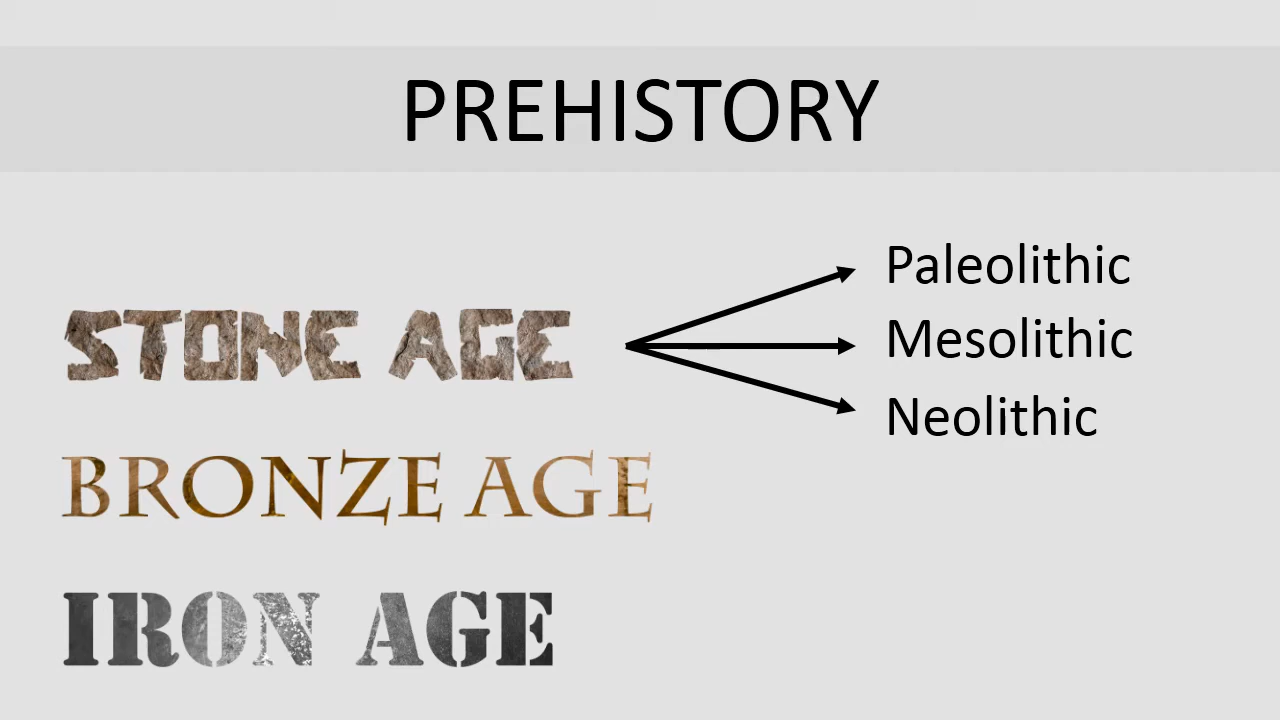 PREHISTORY
STONE AGE
Paleolithic
Mesolithic
Neolithic
BRONZE AGE
IRON AGE